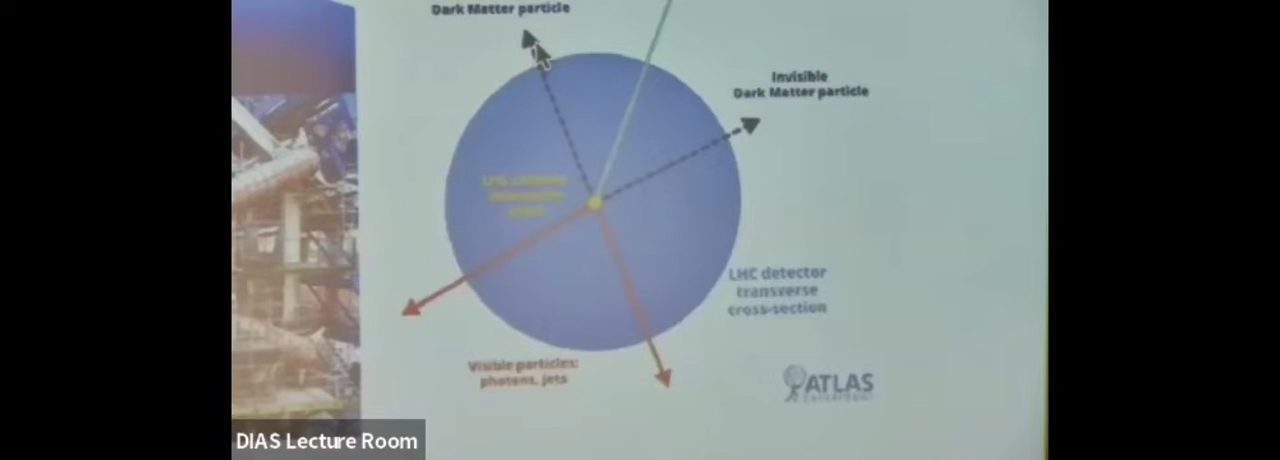 Dark Matter particle
Invisible
Dark Matter particle
LHC detector
transverse
cross-section
Visible particles:
photons, jets
ATLAS
EXPERIMENT
DIAS Lecture Room